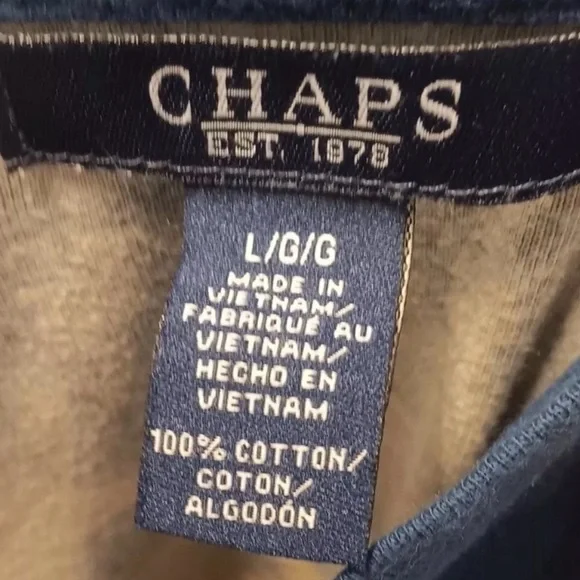 CHAPS
EST. 1978
L/G/G
MADE IN
VIETNAM/
FABRIQUÉ AU
VIETNAM/
HECHO EN
VIETNAM
100% COTTON/
COTON/
ALGODÓN